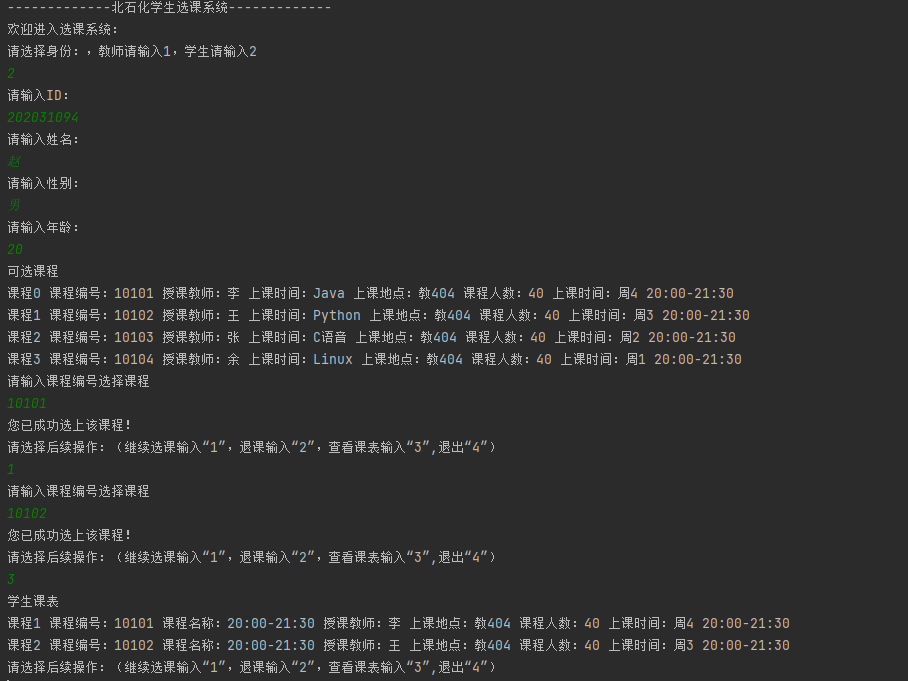 -------------北石化学生选课系统-------------
欢迎进入选课系统:
请选择身份: ，教师请输入1，学生请输入2
2
请输入ID:
202031094
请输入姓名:
赵
请输入性别:
男
请输入年龄:
20
可选课程
课程0 课程编号: 10101 授课教师: 李 上课时间: Java 上课地点: 教404 课程人数: 40 上课时间: 周4 20:00-21:30
课程1 课程编号: 10102 授课教师: 王 上课时间: Python 上课地点: 教404 课程人数: 40 上课时间: 周3 20:00-21:30
课程2 课程编号: 10103 授课教师: 张 上课时间: C语音 上课地点: 教404 课程人数: 40 上课时间: 周2 20:00-21:30
课程3 课程编号: 10104 授课教师: 余 上课时间: Linux 上课地点: 教404 课程人数: 40 上课时间: 周1 20:00-21:30
请输入课程编号选择课程
10101
您已成功选上该课程!
请选择后续操作: （继续选课输入“1”，退课输入“2”，查看课表输入“3”,退出“4”）
1
请输入课程编号选择课程
10102
您已成功选上该课程!
请选择后续操作: （继续选课输入“1”，退课输入“2”，查看课表输入“3”,退出“4”）
3
学生课表
课程1 课程编号: 10101 课程名称: 20:00-21:30 授课教师: 李 上课地点: 教404 课程人数: 40 上课时间: 周4 20:00-21:30
课程2 课程编号: 10102 课程名称: 20:00-21:30 授课教师: 王 上课地点: 教404 课程人数: 40 上课时间: 周3 20:00-21:30
请选择后续操作: （继续选课输入“1”，退课输入“2”，查看课表输入“3”,退出“4”）